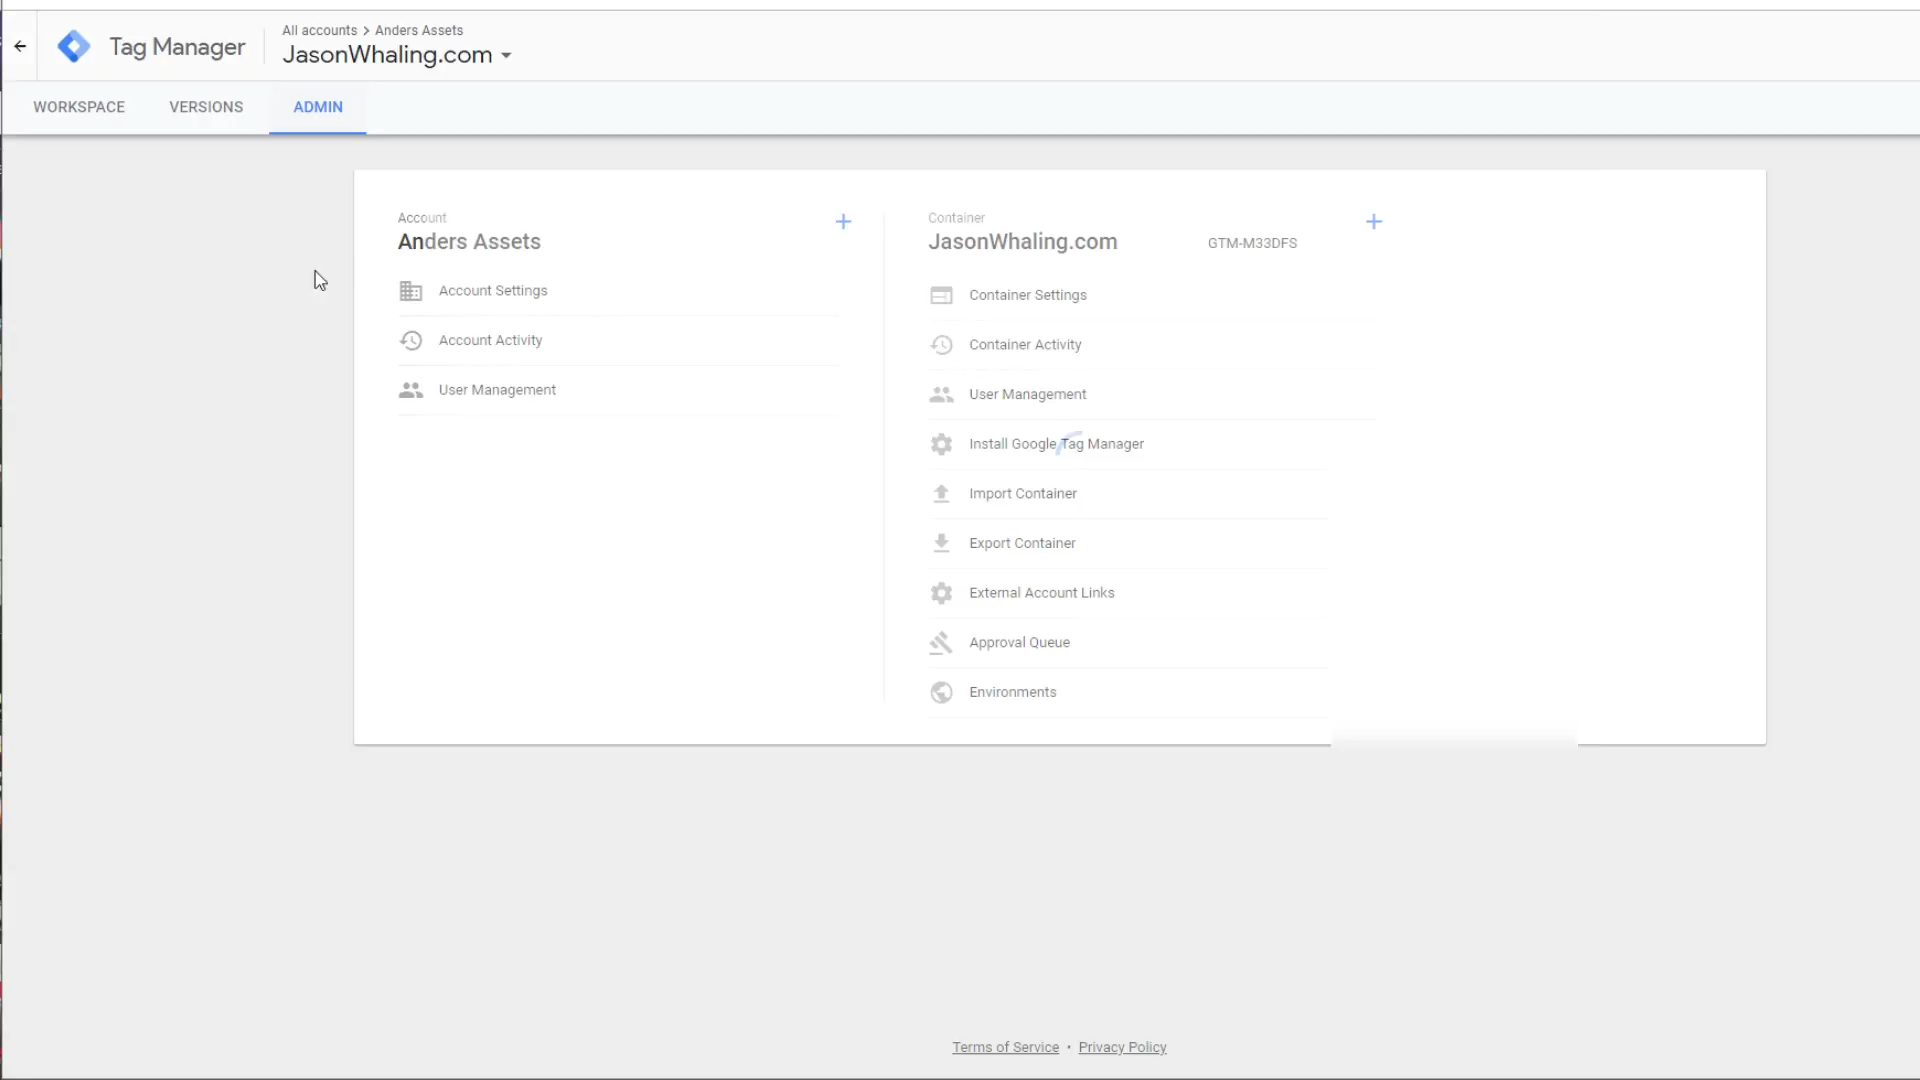 Tag Manager
All accounts > Anders Assets
JasonWhaling.com
WORKSPACE
VERSIONS
ADMIN
Account
Anders Assets
Account Settings
Account Activity
User Management
Container
JasonWhaling.com
GTM-M33DFS
Container Settings
Container Activity
User Management
Install Google Tag Manager
Import Container
Export Container
External Account Links
Approval Queue
Environments
Terms of Service • Privacy Policy